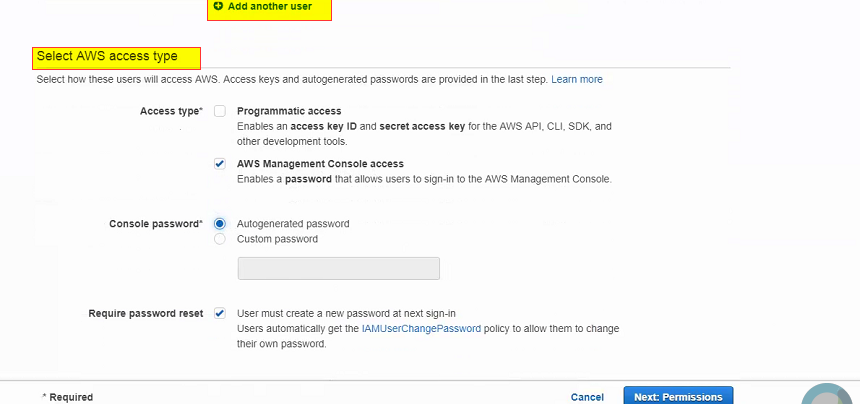 Add another user
Select AWS access type
Select how these users will access AWS. Access keys and autogenerated passwords are provided in the last step. Learn more
Access type* Programmatic access
Enables an access key ID and secret access key for the AWS API, CLI, SDK, and
other development tools.
AWS Management Console access
Enables a password that allows users to sign-in to the AWS Management Console.
Console password* Autogenerated password
Custom password
Require password reset User must create a new password at next sign-in
Users automatically get the IAMUserChangePassword policy to allow them to change
their own password.
* Required Cancel Next: Permissions